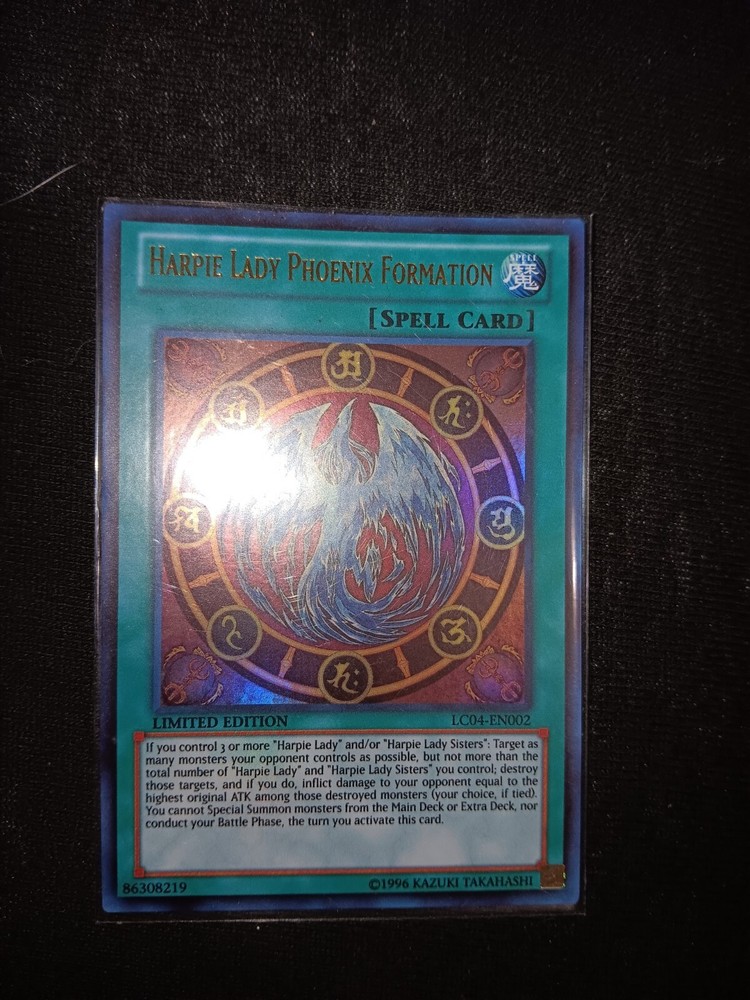 HARPIE LADY PHOENIX FORMATION
SPELL
魔
[SPELL CARD]
LIMITED EDITION
LC04-EN002
If you control 3 or more "Harpie Lady" and/or "Harpie Lady Sisters": Target as
many monsters your opponent controls as possible, but not more than the
total number of "Harpie Lady" and "Harpie Lady Sisters" you control; destroy
those targets, and if you do, inflict damage to your opponent equal to the
highest original ATK among those destroyed monsters (your choice, if tied).
You cannot Special Summon monsters from the Main Deck or Extra Deck, nor
conduct your Battle Phase, the turn you activate this card.
86308219
©1996 KAZUKI TAKAHASHI